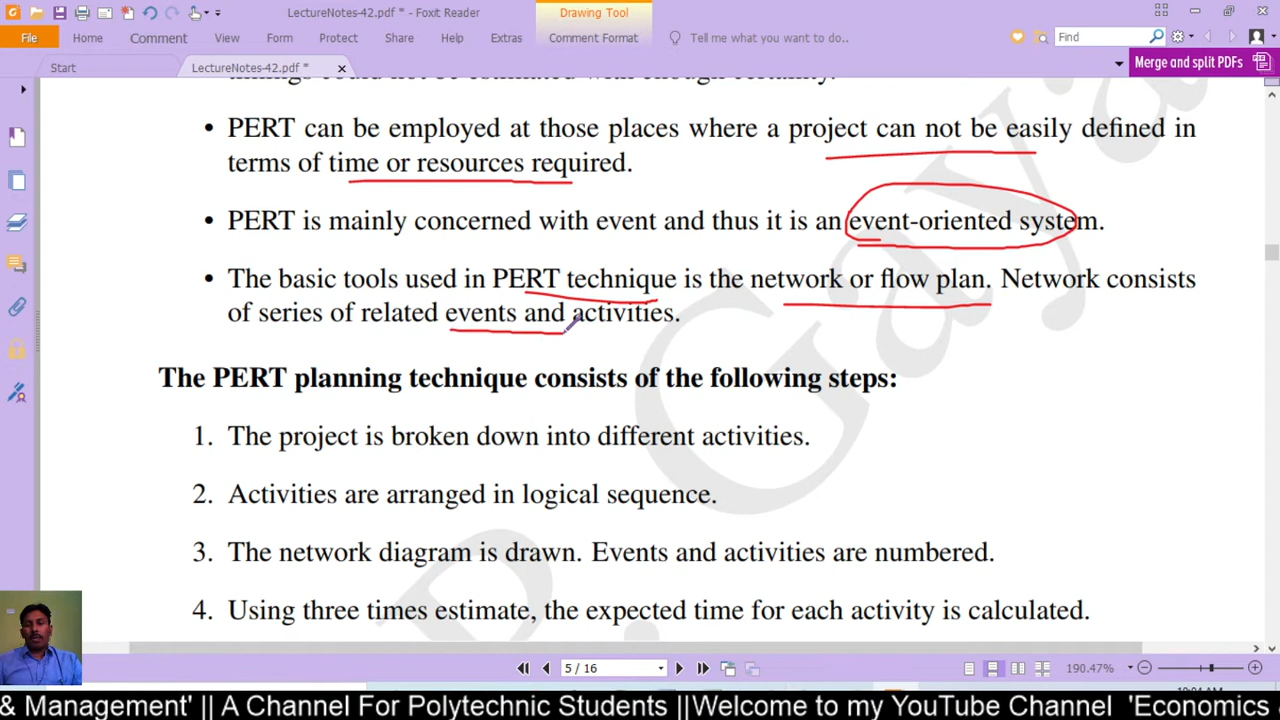 LectureNotes-42.pdf * - Foxit Reader
Drawing Tool
File Home Comment View Form Protect Share Help Extras Comment Format Tell me what you want to do.. Find
Start LectureNotes-42.pdf * Merge and split PDFs
timings could not be estimated with enough certainty.
• PERT can be employed at those places where a project can not be easily defined in
terms of time or resources required.
• PERT is mainly concerned with event and thus it is an event-oriented system.
• The basic tools used in PERT technique is the network or flow plan. Network consists
of series of related events and activities.
The PERT planning technique consists of the following steps:
1. The project is broken down into different activities.
2. Activities are arranged in logical sequence.
3. The network diagram is drawn. Events and activities are numbered.
4. Using three times estimate, the expected time for each activity is calculated.
5 / 16 190.47%
& Management' || A Channel For Polytechnic Students ||Welcome to my YouTube Channel 'Economics